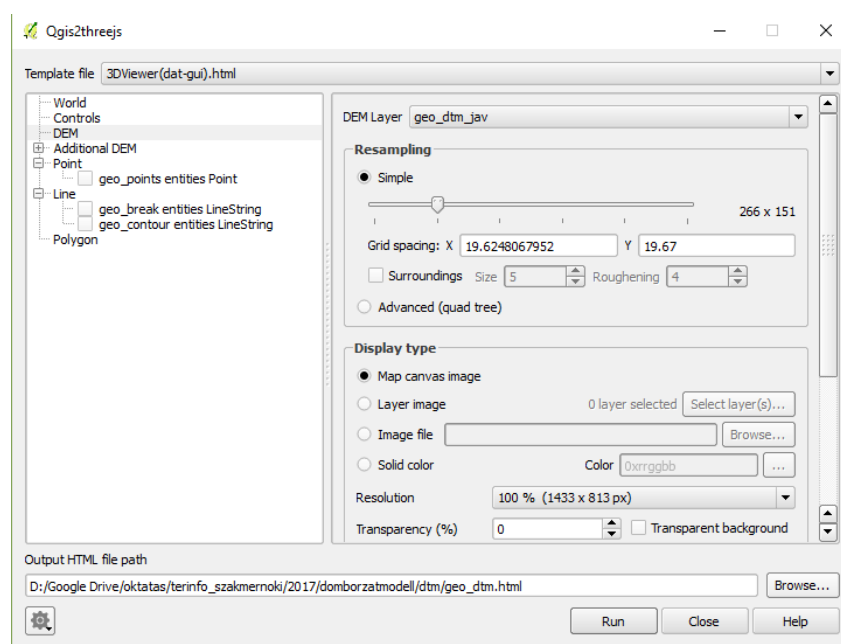 Qgis2threejs
Template file 3DViewer(dat-gui).html
World
Controls
DEM
Additional DEM
Point
geo_points entities Point
Line
geo_break entities LineString
geo_contour entities LineString
Polygon
DEM Layer geo_dtm_jav
Resampling
Simple
266 x 151
Grid spacing: X 19.6248067952 Y 19.67
Surroundings Size 5 Roughening 4
Advanced (quad tree)
Display type
Map canvas image
Layer image 0 layer selected Select layer(s)...
Image file Browse...
Solid color Color 0xrrggbb ...
Resolution 100 % (1433 x 813 px)
Transparency (%) 0 Transparent background
Output HTML file path
D:/Google Drive/oktatas/terinfo_szakmernoki/2017/domborzatmodell/dtm/geo_dtm.html Browse...
Run Close Help